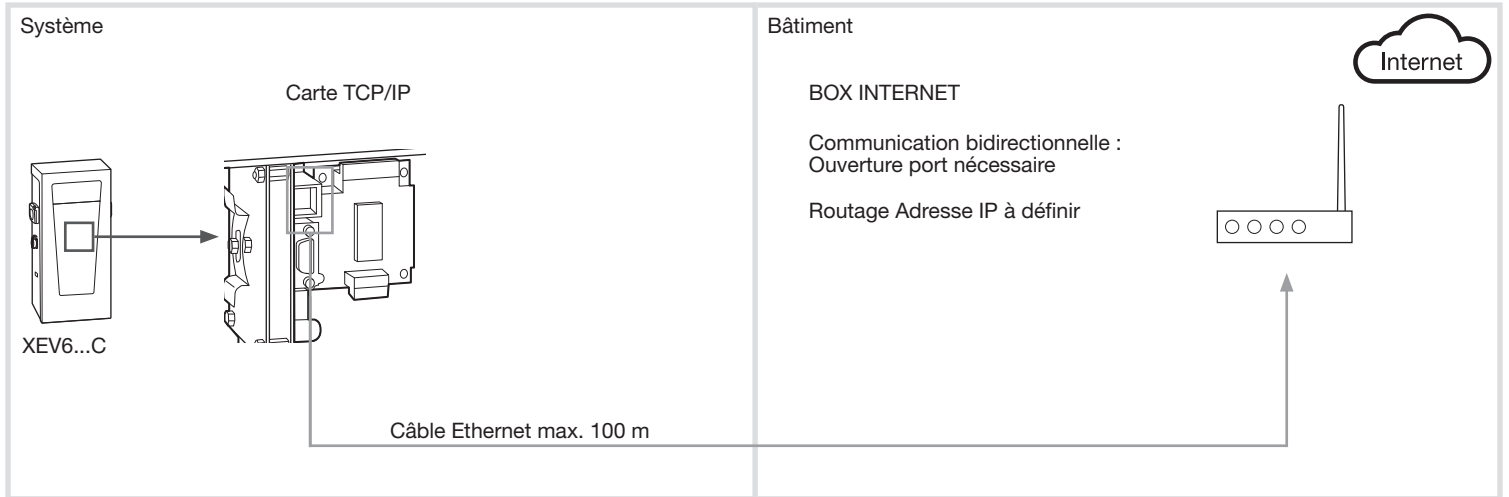 Système
Carte TCP/IP
XEV6...C
Câble Ethernet max. 100 m
Bâtiment
Internet
BOX INTERNET
Communication bidirectionnelle :
Ouverture port nécessaire
Routage Adresse IP à définir